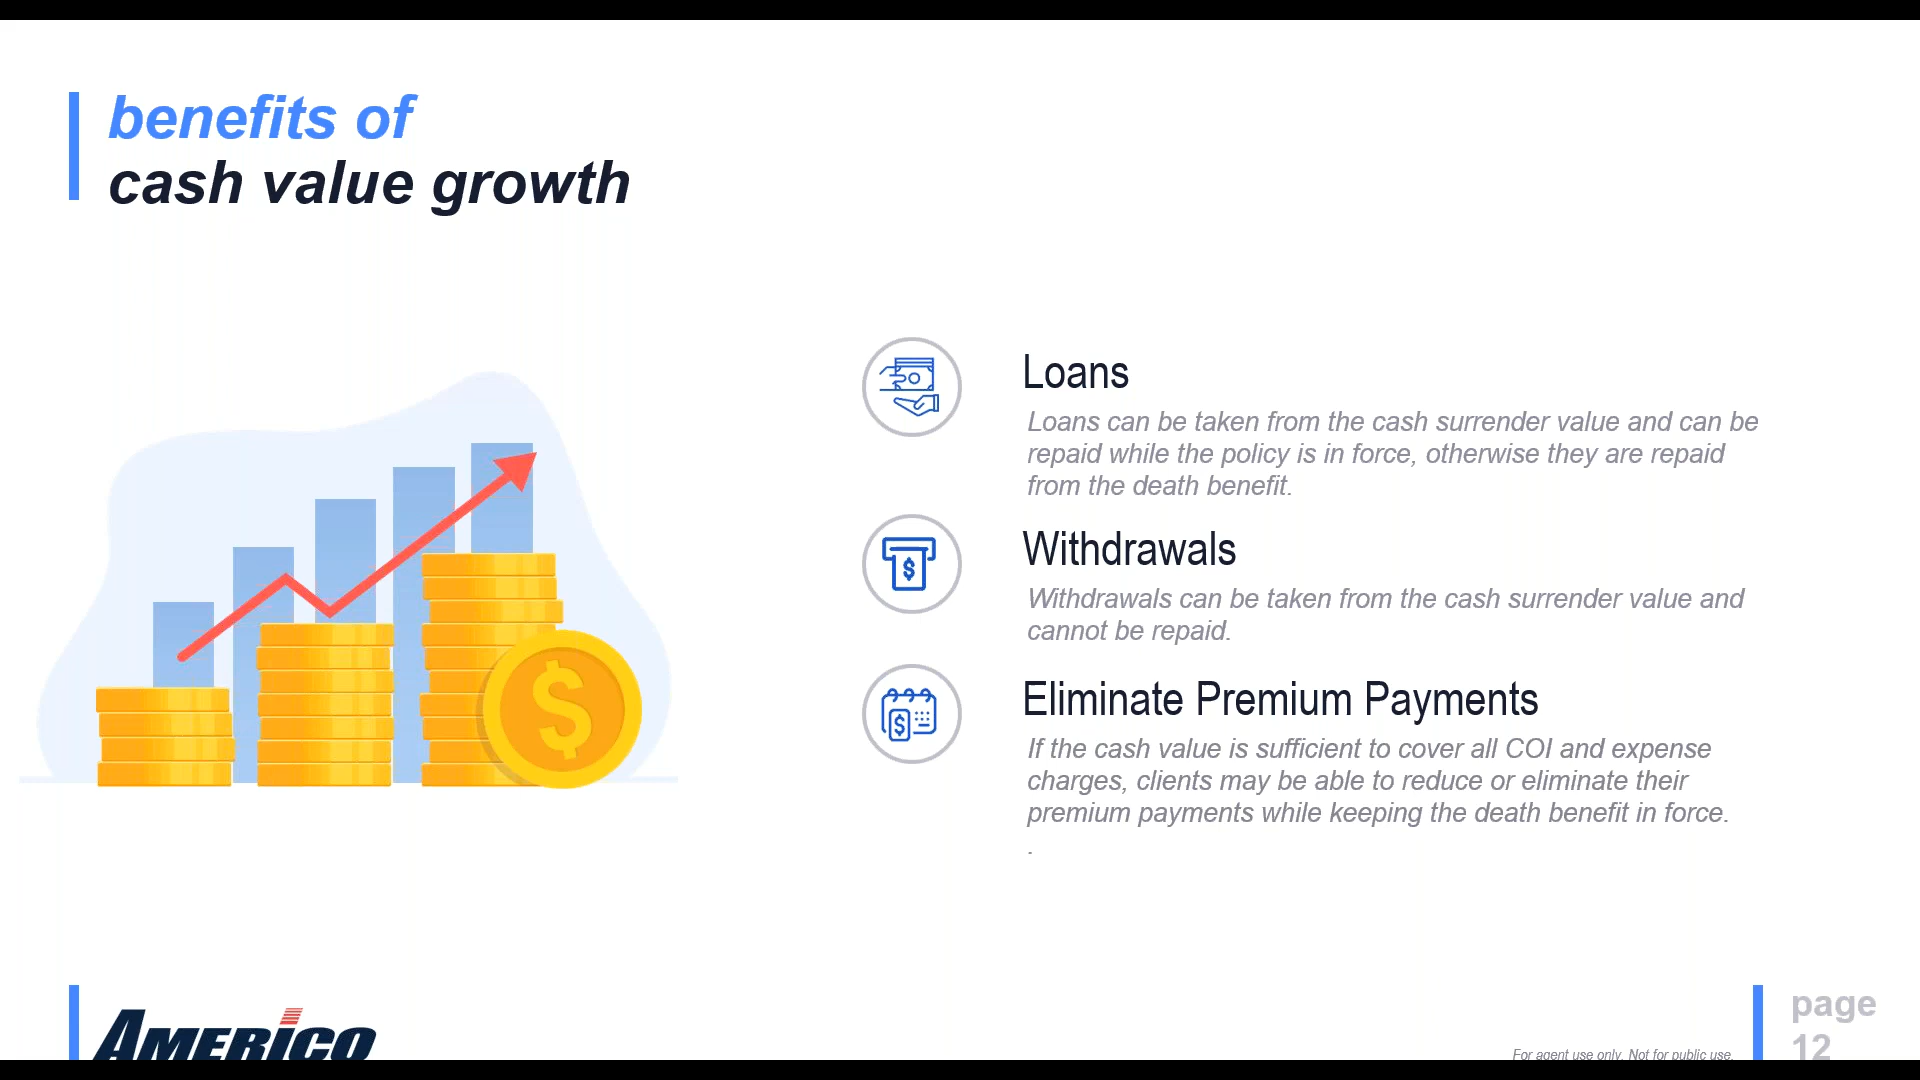 benefits of
cash value growth
Loans
Loans can be taken from the cash surrender value and can be
repaid while the policy is in force, otherwise they are repaid
from the death benefit.
Withdrawals
Withdrawals can be taken from the cash surrender value and
cannot be repaid.
Eliminate Premium Payments
If the cash value is sufficient to cover all COI and expense
charges, clients may be able to reduce or eliminate their
premium payments while keeping the death benefit in force.
.
$
$
$
AMERICO
For agent use only. Not for public use.
page
12